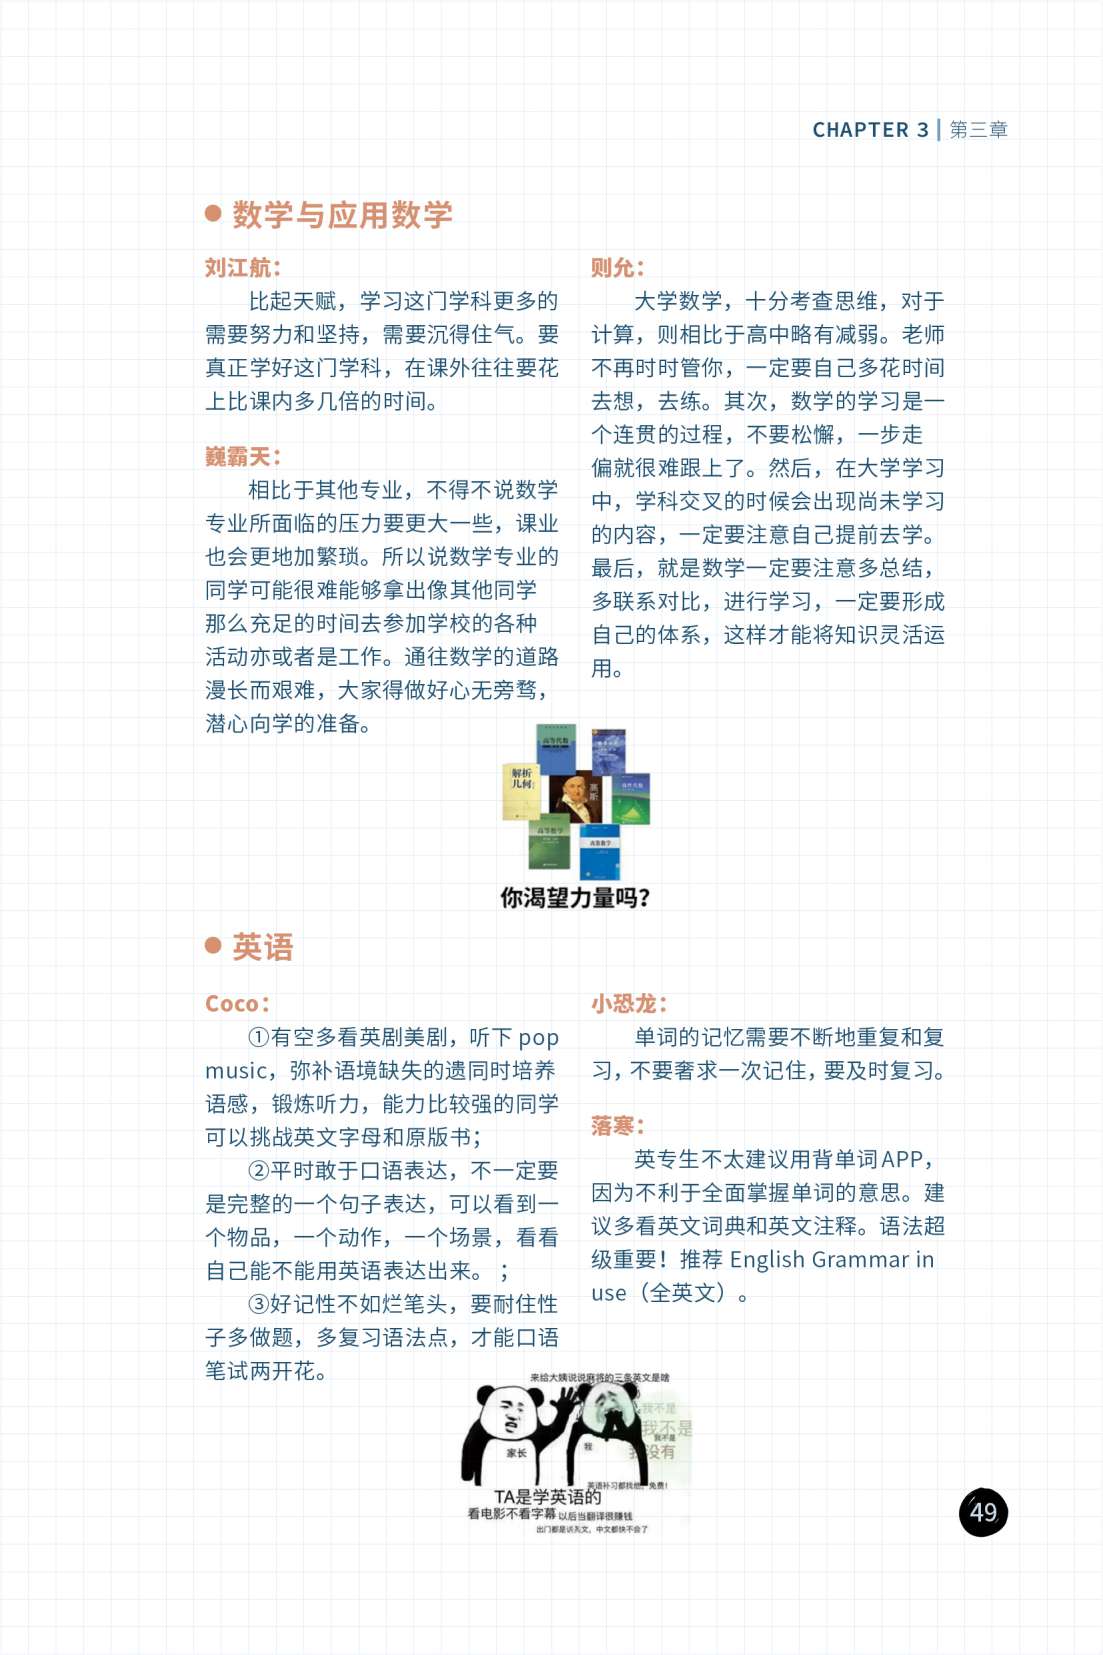 CHAPTER 3 | 第三章
数学与应用数学
刘江航：
比起天赋，学习这门学科更多的
需要努力和坚持，需要沉得住气。要
真正学好这门学科，在课外往往要花
上比课内多几倍的时间。
巍霸天：
相比于其他专业，不得不说数学
专业所面临的压力要更大一些，课业
也会更地加繁琐。所以说数学专业的
同学可能很难能够拿出像其他同学
那么充足的时间去参加学校的各种
活动亦或者是工作。通往数学的道路
漫长而艰难，大家得做好心无旁骛，
潜心向学的准备。
则允：
大学数学，十分考查思维，对于
计算，则相比于高中略有减弱。老师
不再时时管你，一定要自己多花时间
去想，去练。其次，数学的学习是一
个连贯的过程，不要松懈，一步走
偏就很难跟上了。然后，在大学学习
中，学科交叉的时候会出现尚未学习
的内容，一定要注意自己提前去学。
最后，就是数学一定要注意多总结，
多联系对比，进行学习，一定要形成
自己的体系，这样才能将知识灵活运
用。
高等代数
解析
几何
高斯
高等数学
高等数学
你渴望力量吗？
英语
Coco：
①有空多看英剧美剧，听下 pop
music，弥补语境缺失的遗同时培养
语感，锻炼听力，能力比较强的同学
可以挑战英文字母和原版书；
②平时敢于口语表达，不一定要
是完整的一个句子表达，可以看到一
个物品，一个动作，一个场景，看看
自己能不能用英语表达出来。；
③好记性不如烂笔头，要耐住性
子多做题，多复习语法点，才能口语
笔试两开花。
小恐龙：
单词的记忆需要不断地重复和复
习，不要奢求一次记住，要及时复习。
落寒：
英专生不太建议用背单词 APP，
因为不利于全面掌握单词的意思。建
议多看英文词典和英文注释。语法超
级重要！推荐 English Grammar in
use（全英文）。
来给大姨说说麻将的三条英文是啥
我不是
我不是
我不是
没有
家长
我
英语补习都找他，免费！
TA是学英语的
看电影不看字幕
以后当翻译很赚钱
49